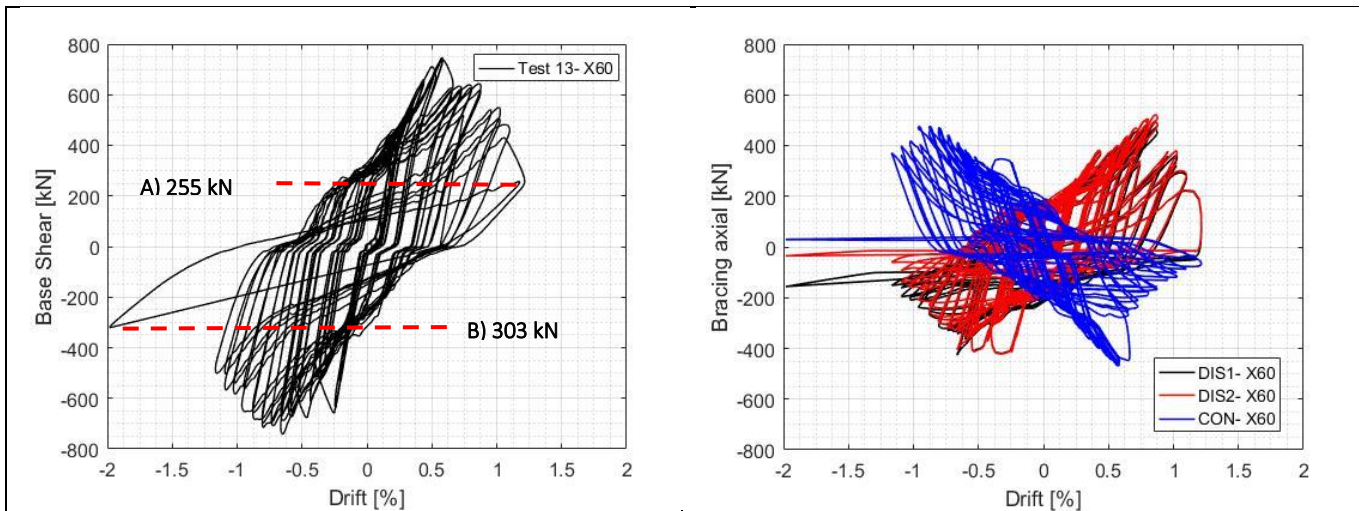 800
600
400
200
0
-200
-400
-600
-800
Base Shear [kN]
Test 13- X60
A) 255 kN
B) 303 kN
-2 -1.5 -1 -0.5 0 0.5 1 1.5 2
Drift [%]
800
600
400
200
0
-200
-400
-600
-800
Bracing axial [kN]
DIS1- X60
DIS2- X60
CON- X60
-2 -1.5 -1 -0.5 0 0.5 1 1.5 2
Drift [%]